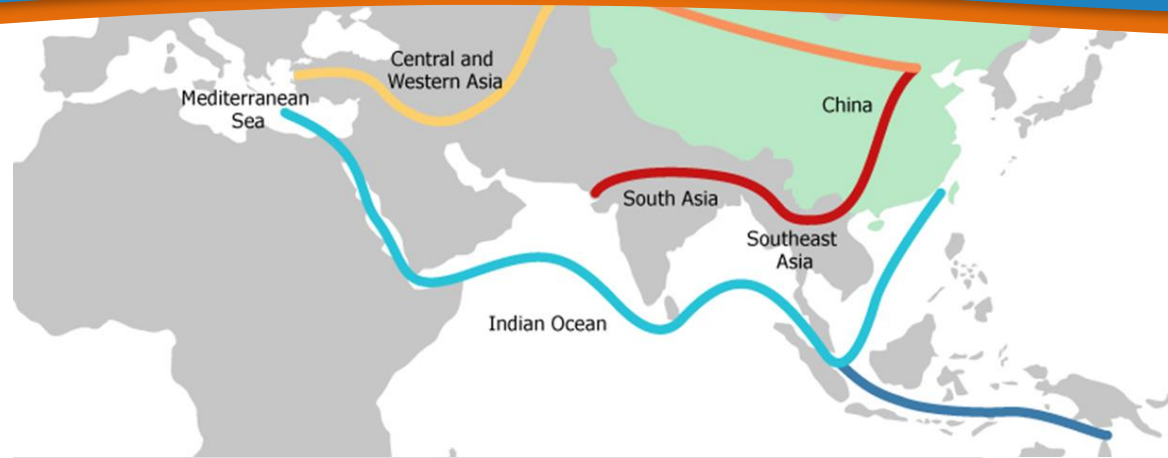 Central and
Western Asia
Mediterranean
Sea
China
South Asia
Southeast
Asia
Indian Ocean